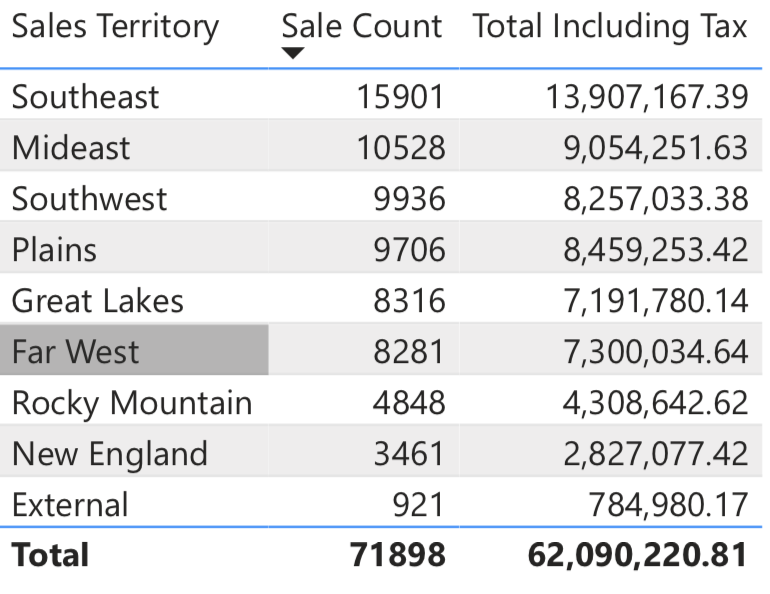 Sales Territory Sale Count Total Including Tax
Southeast 15901 13,907,167.39
Mideast 10528 9,054,251.63
Southwest 9936 8,257,033.38
Plains 9706 8,459,253.42
Great Lakes 8316 7,191,780.14
Far West 8281 7,300,034.64
Rocky Mountain 4848 4,308,642.62
New England 3461 2,827,077.42
External 921 784,980.17
Total 71898 62,090,220.81